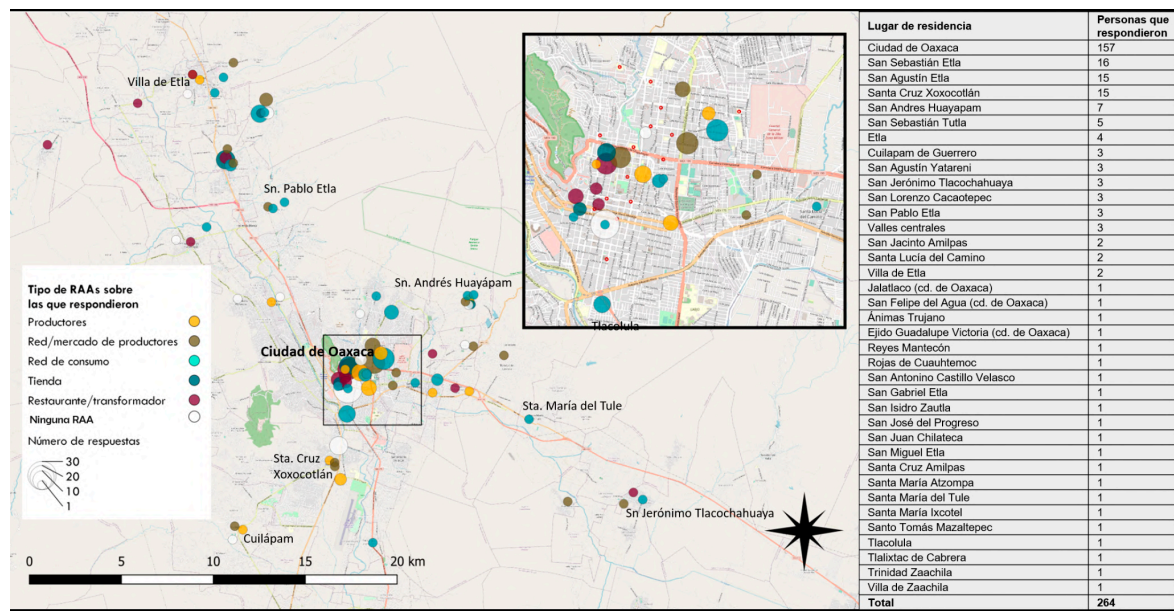 Villa de Etla
Sn. Pablo Etla
Sn. Andrés Huayápam
Tlacolula
Ciudad de Oaxaca
Sta. María del Tule
Sta. Cruz
Xoxocotlán
Sn Jerónimo Tlacochahuaya
Cuilápam
Tipo de RAAs sobre
las que respondieron
Productores
Red/mercado de productores
Red de consumo
Tienda
Restaurante/transformador
Ninguna RAA
Número de respuestas
30
20
10
1
0 5 10 15 20 km
Lugar de residencia Personas que respondieron
Ciudad de Oaxaca 157
San Sebastián Etla 16
San Agustín Etla 15
Santa Cruz Xoxocotlán 15
San Andres Huayapam 7
San Sebastián Tutla 5
Etla 4
Cuilapam de Guerrero 3
San Agustín Yatareni 3
San Jerónimo Tlacochahuaya 3
San Lorenzo Cacaotepec 3
San Pablo Etla 3
Valles centrales 3
San Jacinto Amilpas 2
Santa Lucía del Camino 2
Villa de Etla 2
Jalatlaco (cd. de Oaxaca) 1
San Felipe del Agua (cd. de Oaxaca) 1
Ánimas Trujano 1
Ejido Guadalupe Victoria (cd. de Oaxaca) 1
Reyes Mantecón 1
Rojas de Cuauhtemoc 1
San Antonino Castillo Velasco 1
San Gabriel Etla 1
San Isidro Zautla 1
San José del Progreso 1
San Juan Chilateca 1
San Miguel Etla 1
Santa Cruz Amilpas 1
Santa María Atzompa 1
Santa María del Tule 1
Santa María Ixcotel 1
Santo Tomás Mazaltepec 1
Tlacolula 1
Tlalixtac de Cabrera 1
Trinidad Zaachila 1
Villa de Zaachila 1
Total 264